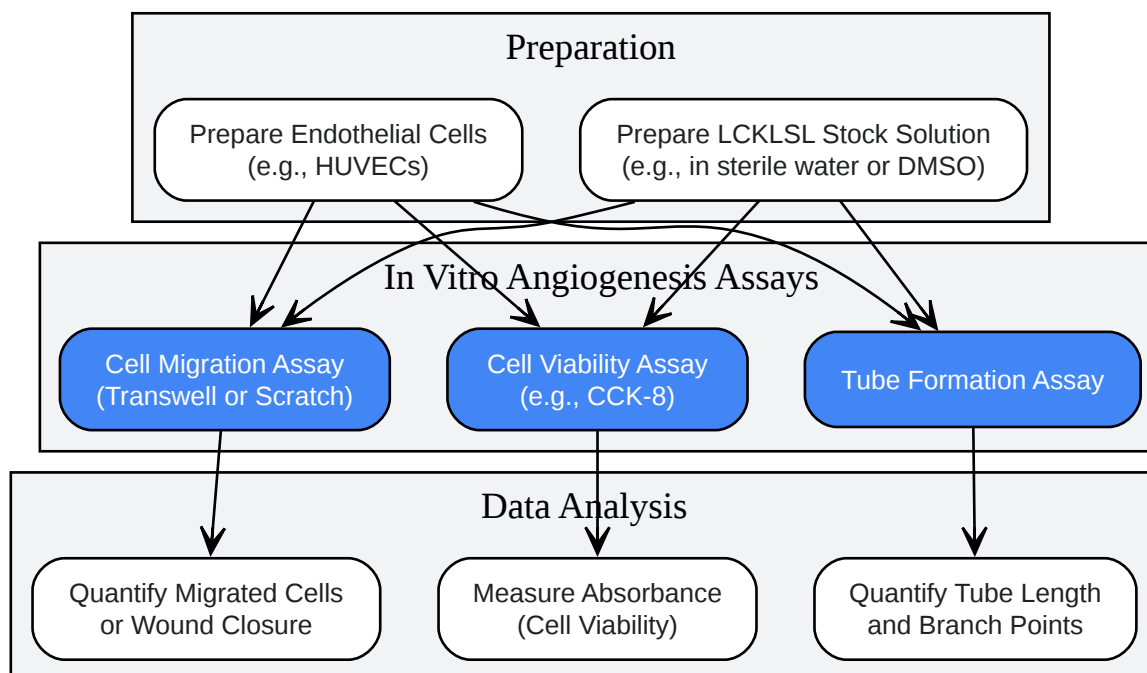 Preparation
Prepare Endothelial Cells
(e.g., HUVECs)
Prepare LCKLSL Stock Solution
(e.g., in sterile water or DMSO)
In Vitro Angiogenesis Assays
Cell Migration Assay
(Transwell or Scratch)
Cell Viability Assay
(e.g., CCK-8)
Tube Formation Assay
Data Analysis
Quantify Migrated Cells
or Wound Closure
Measure Absorbance
(Cell Viability)
Quantify Tube Length
and Branch Points